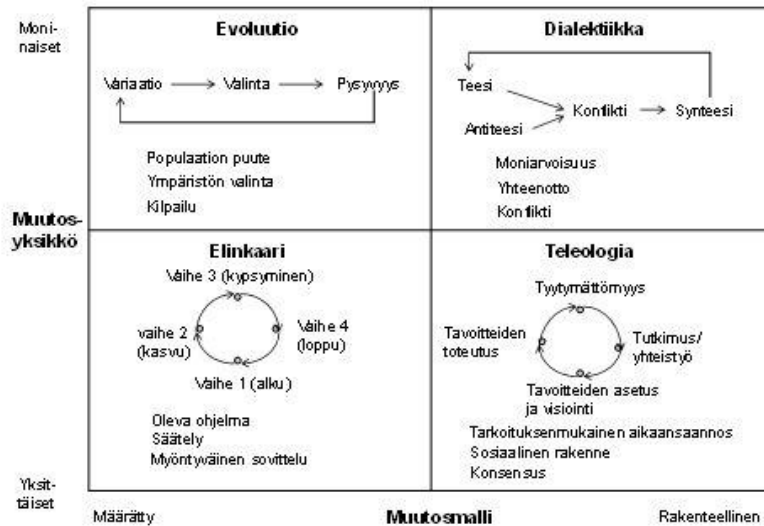 Moni-
naiset
Evoluutio
Variaatio
Valinta
Pysyvyys
Populaation puute
Ympäristön valinta
Kilpailu
Dialektiikka
Teesi
Antiteesi
Konflikti
Synteesi
Moniarvoisuus
Yhteenotto
Konflikti
Muutos-
yksikkö
Elinkaari
Vaihe 3 (kypsyminen)
vaihe 2
(kasvu)
Vaihe 4
(loppu)
Vaihe 1 (alku)
Oleva ohjelma
Säätely
Myöntyväinen sovittelu
Teleologia
Tyytymättömyys
Tavoitteiden
toteutus
Tutkimus/
yhteistyö
Tavoitteiden asetus
ja visiointi
Tarkoituksenmukainen aikaansaannos
Sosiaalinen rakenne
Konsensus
Yksit-
täiset
Määrätty
Muutosmalli
Rakenteellinen